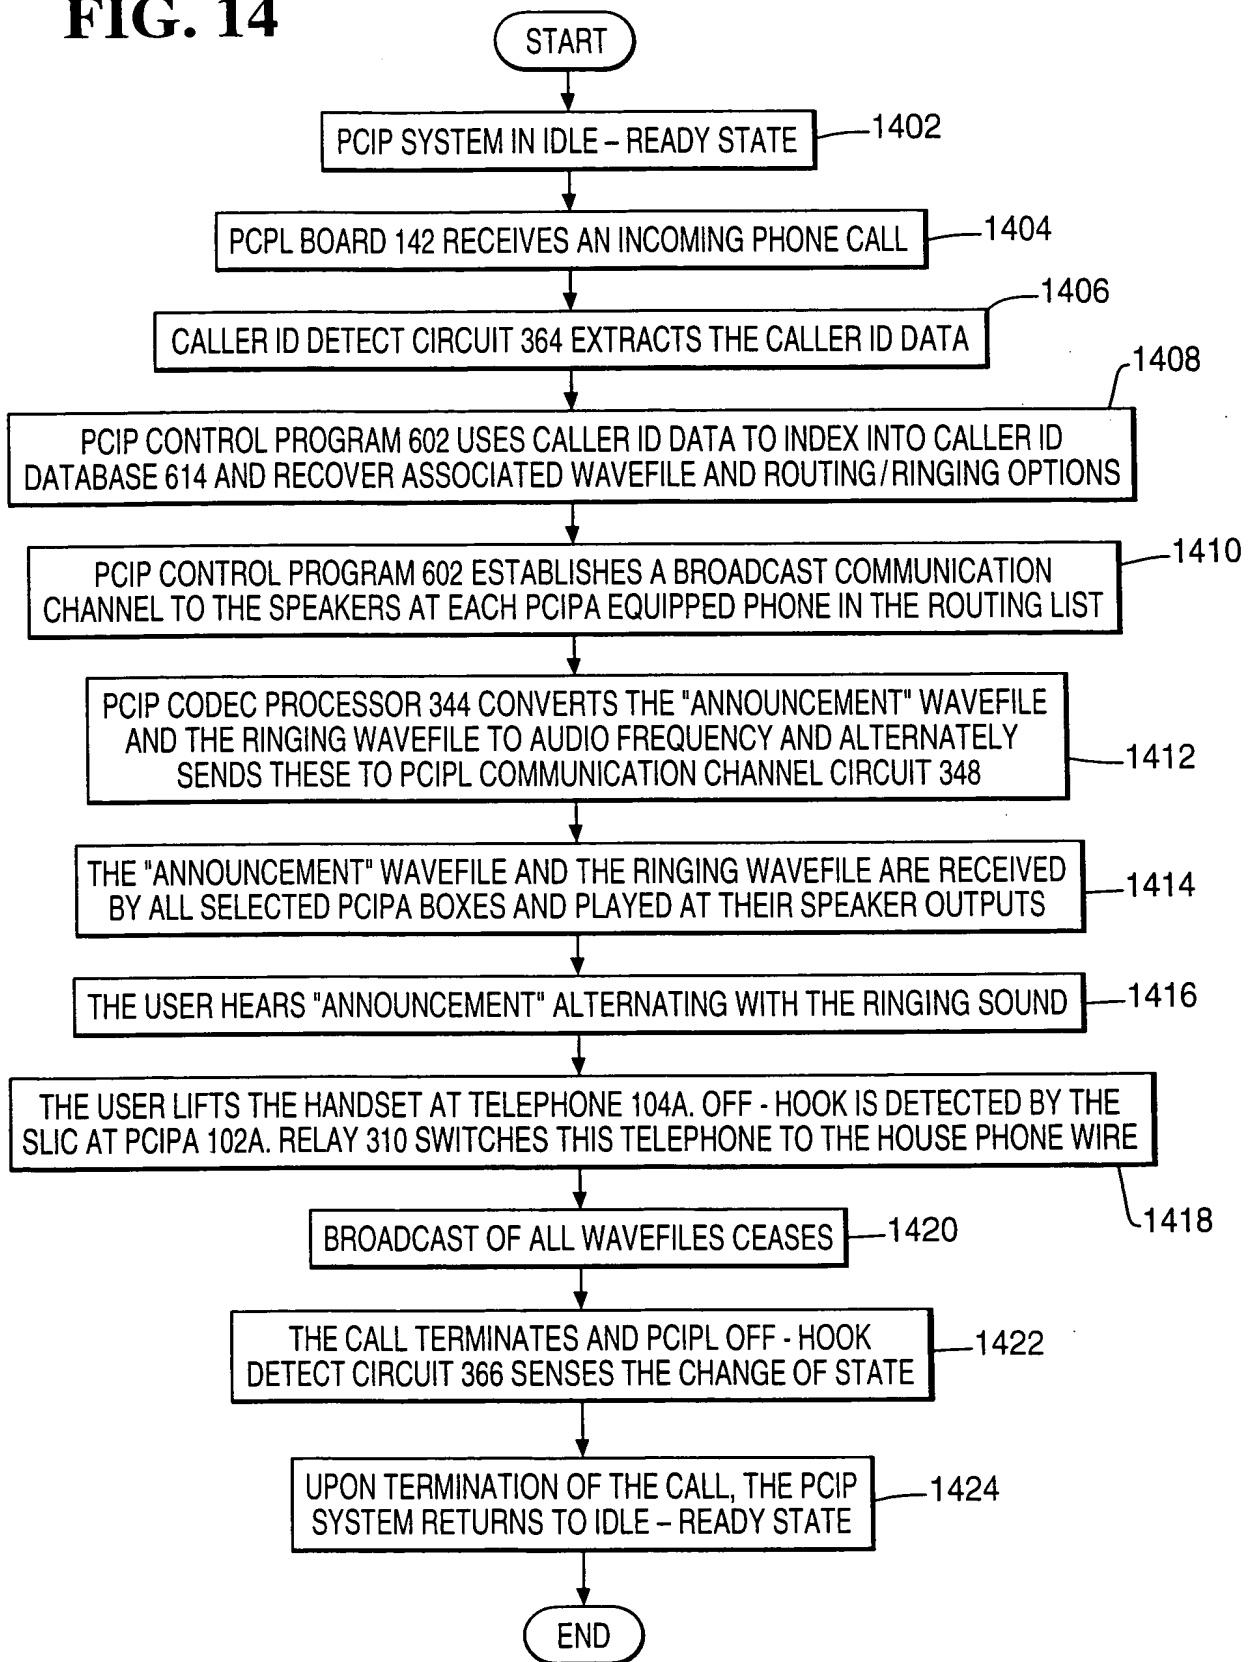 FIG. 14
START
PCIP SYSTEM IN IDLE – READY STATE
1402
PCPL BOARD 142 RECEIVES AN INCOMING PHONE CALL
1404
CALLER ID DETECT CIRCUIT 364 EXTRACTS THE CALLER ID DATA
1406
PCIP CONTROL PROGRAM 602 USES CALLER ID DATA TO INDEX INTO CALLER ID
DATABASE 614 AND RECOVER ASSOCIATED WAVEFILE AND ROUTING/RINGING OPTIONS
1408
PCIP CONTROL PROGRAM 602 ESTABLISHES A BROADCAST COMMUNICATION
CHANNEL TO THE SPEAKERS AT EACH PCIPA EQUIPPED PHONE IN THE ROUTING LIST
1410
PCIP CODEC PROCESSOR 344 CONVERTS THE "ANNOUNCEMENT" WAVEFILE
AND THE RINGING WAVEFILE TO AUDIO FREQUENCY AND ALTERNATELY
SENDS THESE TO PCIPL COMMUNICATION CHANNEL CIRCUIT 348
1412
THE "ANNOUNCEMENT" WAVEFILE AND THE RINGING WAVEFILE ARE RECEIVED
BY ALL SELECTED PCIPA BOXES AND PLAYED AT THEIR SPEAKER OUTPUTS
1414
THE USER HEARS "ANNOUNCEMENT" ALTERNATING WITH THE RINGING SOUND
1416
THE USER LIFTS THE HANDSET AT TELEPHONE 104A. OFF - HOOK IS DETECTED BY THE
SLIC AT PCIPA 102A. RELAY 310 SWITCHES THIS TELEPHONE TO THE HOUSE PHONE WIRE
1418
BROADCAST OF ALL WAVEFILES CEASES
1420
THE CALL TERMINATES AND PCIPL OFF - HOOK
DETECT CIRCUIT 366 SENSES THE CHANGE OF STATE
1422
UPON TERMINATION OF THE CALL, THE PCIP
SYSTEM RETURNS TO IDLE – READY STATE
1424
END